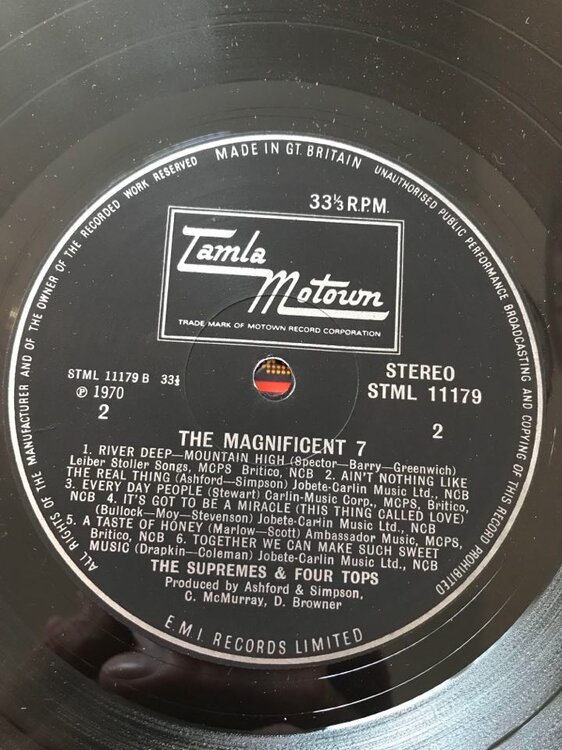 MADE IN GT. BRITAIN
UNAUTHORISED PUBLIC PERFORMANCE BROADCASTING AND COPYING OF THIS RECORD PROHIBITED
ALL RIGHTS OF THE MANUFACTURER AND OF THE OWNER OF THE RECORDED WORK RESERVED
33⅓ R.P.M.
Tamla
Motown
TRADE MARK OF MOTOWN RECORD CORPORATION
STML 11179 B 33⅓
℗ 1970
2
STEREO
STML 11179
2
THE MAGNIFICENT 7
1. RIVER DEEP—MOUNTAIN HIGH (Spector—Barry—Greenwich)
Leiber Stoller Songs, MCPS Britico, NCB 2. AIN'T NOTHING LIKE
THE REAL THING (Ashford—Simpson) Jobete-Carlin Music Ltd., NCB
3. EVERY DAY PEOPLE (Stewart) Carlin-Music Corp., MCPS, Britico,
NCB 4. IT'S GOT TO BE A MIRACLE (THIS THING CALLED LOVE)
(Bullock—Moy—Stevenson) Jobete-Carlin Music Ltd., NCB
5. A TASTE OF HONEY (Marlow—Scott) Ambassador Music, MCPS,
Britico, NCB 6. TOGETHER WE CAN MAKE SUCH SWEET
MUSIC (Drapkin—Coleman) Jobete-Carlin Music Ltd., NCB
THE SUPREMES & FOUR TOPS
Produced by Ashford & Simpson,
C. McMurray, D. Browner
E.M.I. RECORDS LIMITED